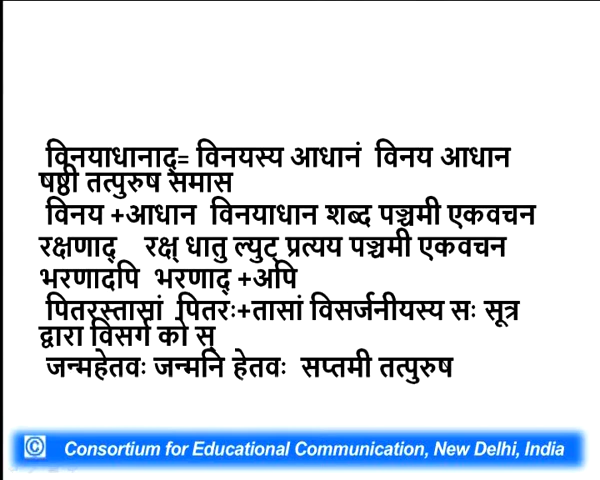 विनयाधानाद्= विनयस्य आधानं  विनय आधान
षष्ठी तत्पुरुष समास
विनय +आधान  विनयाधान शब्द पञ्चमी एकवचन
रक्षणाद्    रक्ष् धातु ल्युट् प्रत्यय पञ्चमी एकवचन
भरणादपि  भरणाद् +अपि
पितरस्तासां  पितरः+तासां विसर्जनीयस्य सः सूत्र
द्वारा विसर्ग को स्
जन्महेतवः जन्मनि हेतवः  सप्तमी तत्पुरुष
© Consortium for Educational Communication, New Delhi, India